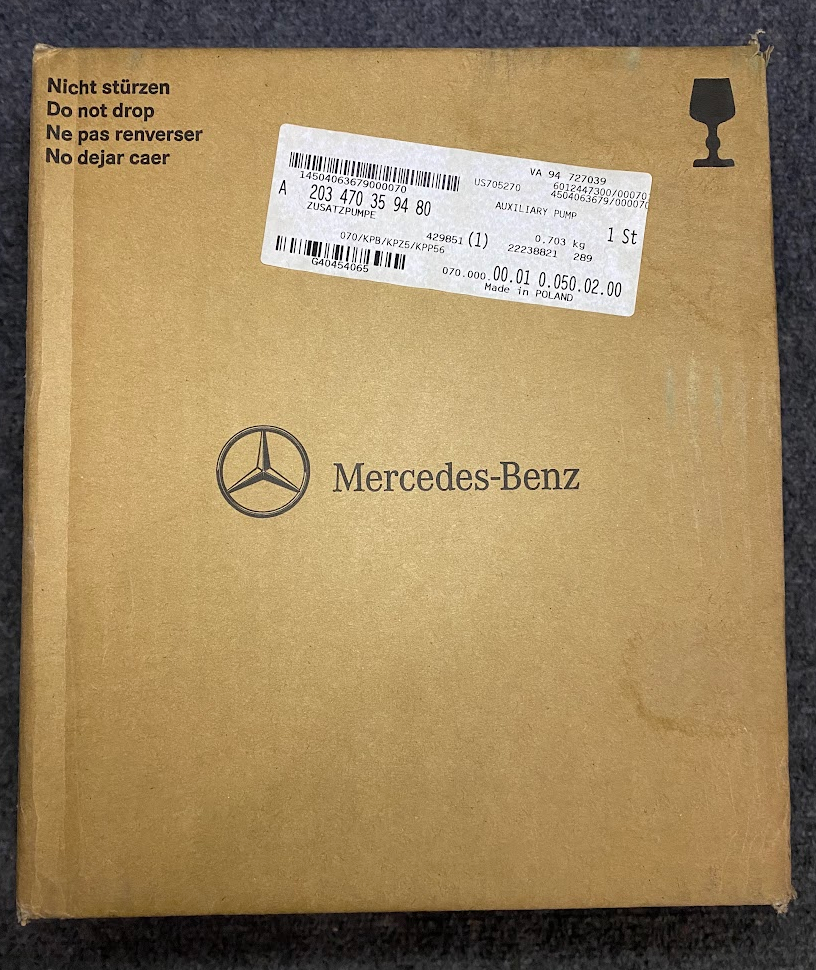 Nicht stürzen
Do not drop
Ne pas renverser
No dejar caer
VA 94 727039
14504063679000070
US705270
6012447300/00070
4504063679/00007
A 203 470 35 94 80
ZUSATZPUMPE
AUXILIARY PUMP
1 St
070/KPB/KPZ5/KPP56
429851 (1)
0,703 kg
22238821 289
G40454065
070.000.00.01 0.050.02.00
Made in POLAND
Mercedes-Benz